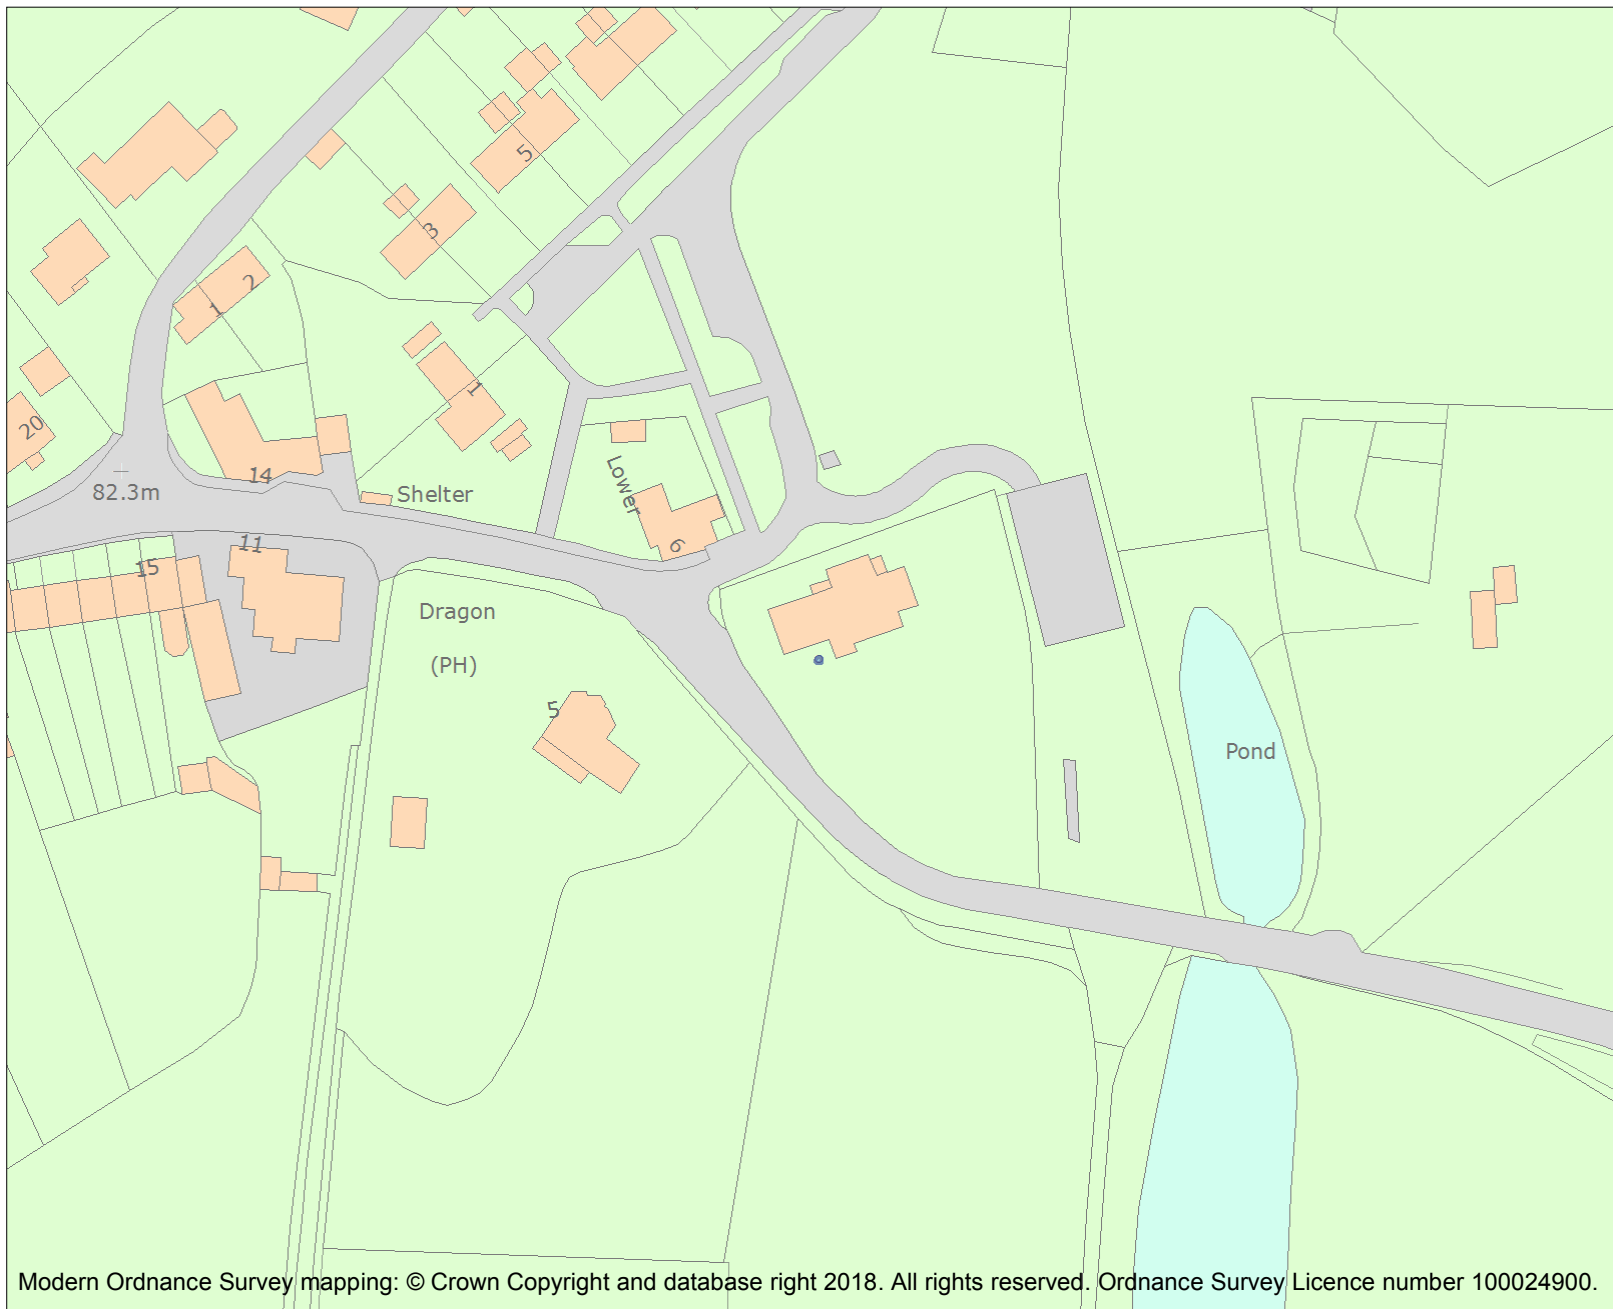 5
3
2
1
1
20
14
82.3m
Shelter
Lower
6
11
15
Dragon
(PH)
5
Pond
Modern Ordnance Survey mapping: © Crown Copyright and database right 2018. All rights reserved. Ordnance Survey Licence number 100024900.